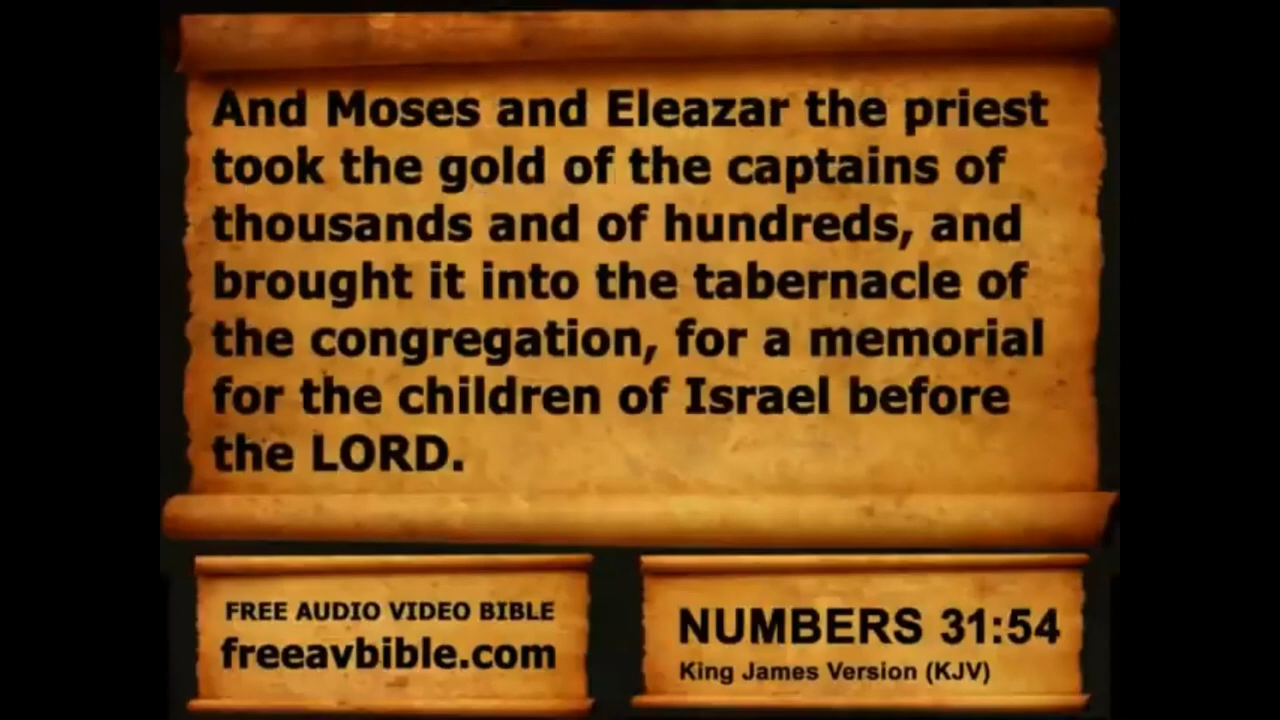 And Moses and Eleazar the priest
took the gold of the captains of
thousands and of hundreds, and
brought it into the tabernacle of
the congregation, for a memorial
for the children of Israel before
the LORD.
FREE AUDIO VIDEO BIBLE
freeavbible.com
NUMBERS 31:54
King James Version (KJV)